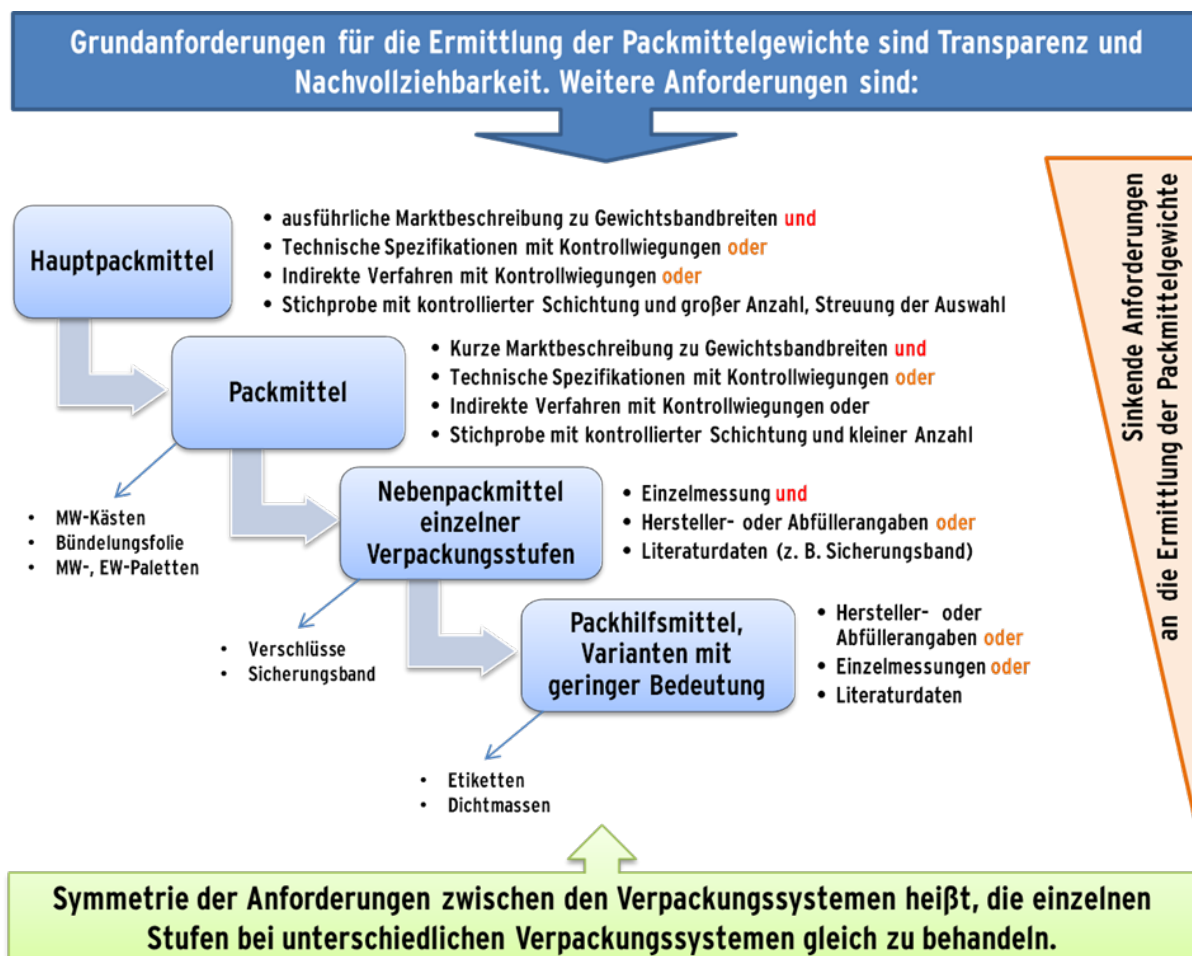 Grundanforderungen für die Ermittlung der Packmittelgewichte sind Transparenz und
Nachvollziehbarkeit. Weitere Anforderungen sind:
Hauptpackmittel
• ausführliche Marktbeschreibung zu Gewichtsbandbreiten und
• Technische Spezifikationen mit Kontrollwiegungen oder
• Indirekte Verfahren mit Kontrollwiegungen oder
• Stichprobe mit kontrollierter Schichtung und großer Anzahl, Streuung der Auswahl
Packmittel
• Kurze Marktbeschreibung zu Gewichtsbandbreiten und
• Technische Spezifikationen mit Kontrollwiegungen oder
• Indirekte Verfahren mit Kontrollwiegungen oder
• Stichprobe mit kontrollierter Schichtung und kleiner Anzahl
• MW-Kästen
• Bündelungsfolie
• MW-, EW-Paletten
Nebenpackmittel
einzelner
Verpackungsstufen
• Einzelmessung und
• Hersteller- oder Abfüllerangaben oder
• Literaturdaten (z. B. Sicherungsband)
• Verschlüsse
• Sicherungsband
Packhilfsmittel,
Varianten mit
geringer Bedeutung
• Hersteller- oder
Abfüllerangaben oder
• Einzelmessungen oder
• Literaturdaten
• Etiketten
• Dichtmassen
Sinkende Anforderungen
an die Ermittlung der Packmittelgewichte
Symmetrie der Anforderungen zwischen den Verpackungssystemen heißt, die einzelnen
Stufen bei unterschiedlichen Verpackungssystemen gleich zu behandeln.